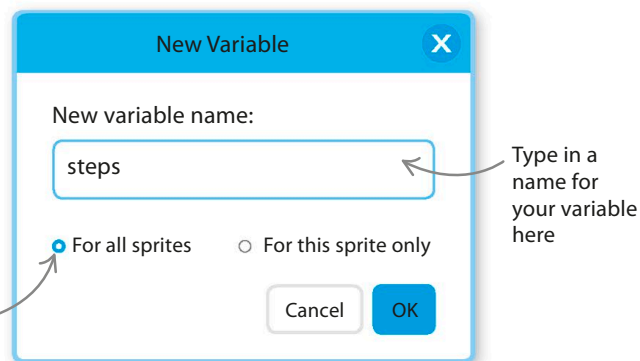 New Variable
X
New variable name:
steps
For all sprites For this sprite only
Cancel OK
Type in a
name for
your variable
here